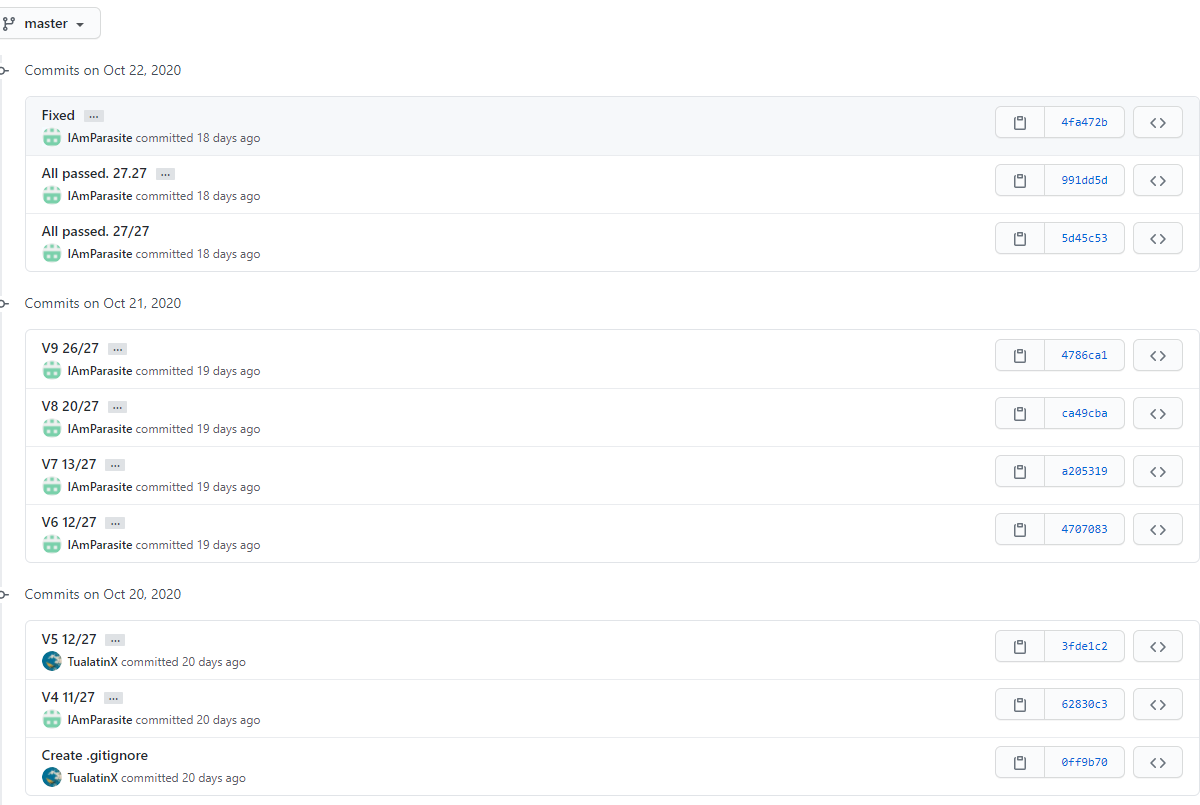 master
Commits on Oct 22, 2020
Fixed ...
IAmParasite committed 18 days ago
4fa472b
All passed. 27.27 ...
IAmParasite committed 18 days ago
991dd5d
All passed. 27/27
IAmParasite committed 18 days ago
5d45c53
Commits on Oct 21, 2020
V9 26/27 ...
IAmParasite committed 19 days ago
4786ca1
V8 20/27 ...
IAmParasite committed 19 days ago
ca49cba
V7 13/27 ...
IAmParasite committed 19 days ago
a205319
V6 12/27 ...
IAmParasite committed 19 days ago
4707083
Commits on Oct 20, 2020
V5 12/27 ...
TualatinX committed 20 days ago
3fde1c2
V4 11/27 ...
IAmParasite committed 20 days ago
62830c3
Create .gitignore
TualatinX committed 20 days ago
0ff9b70